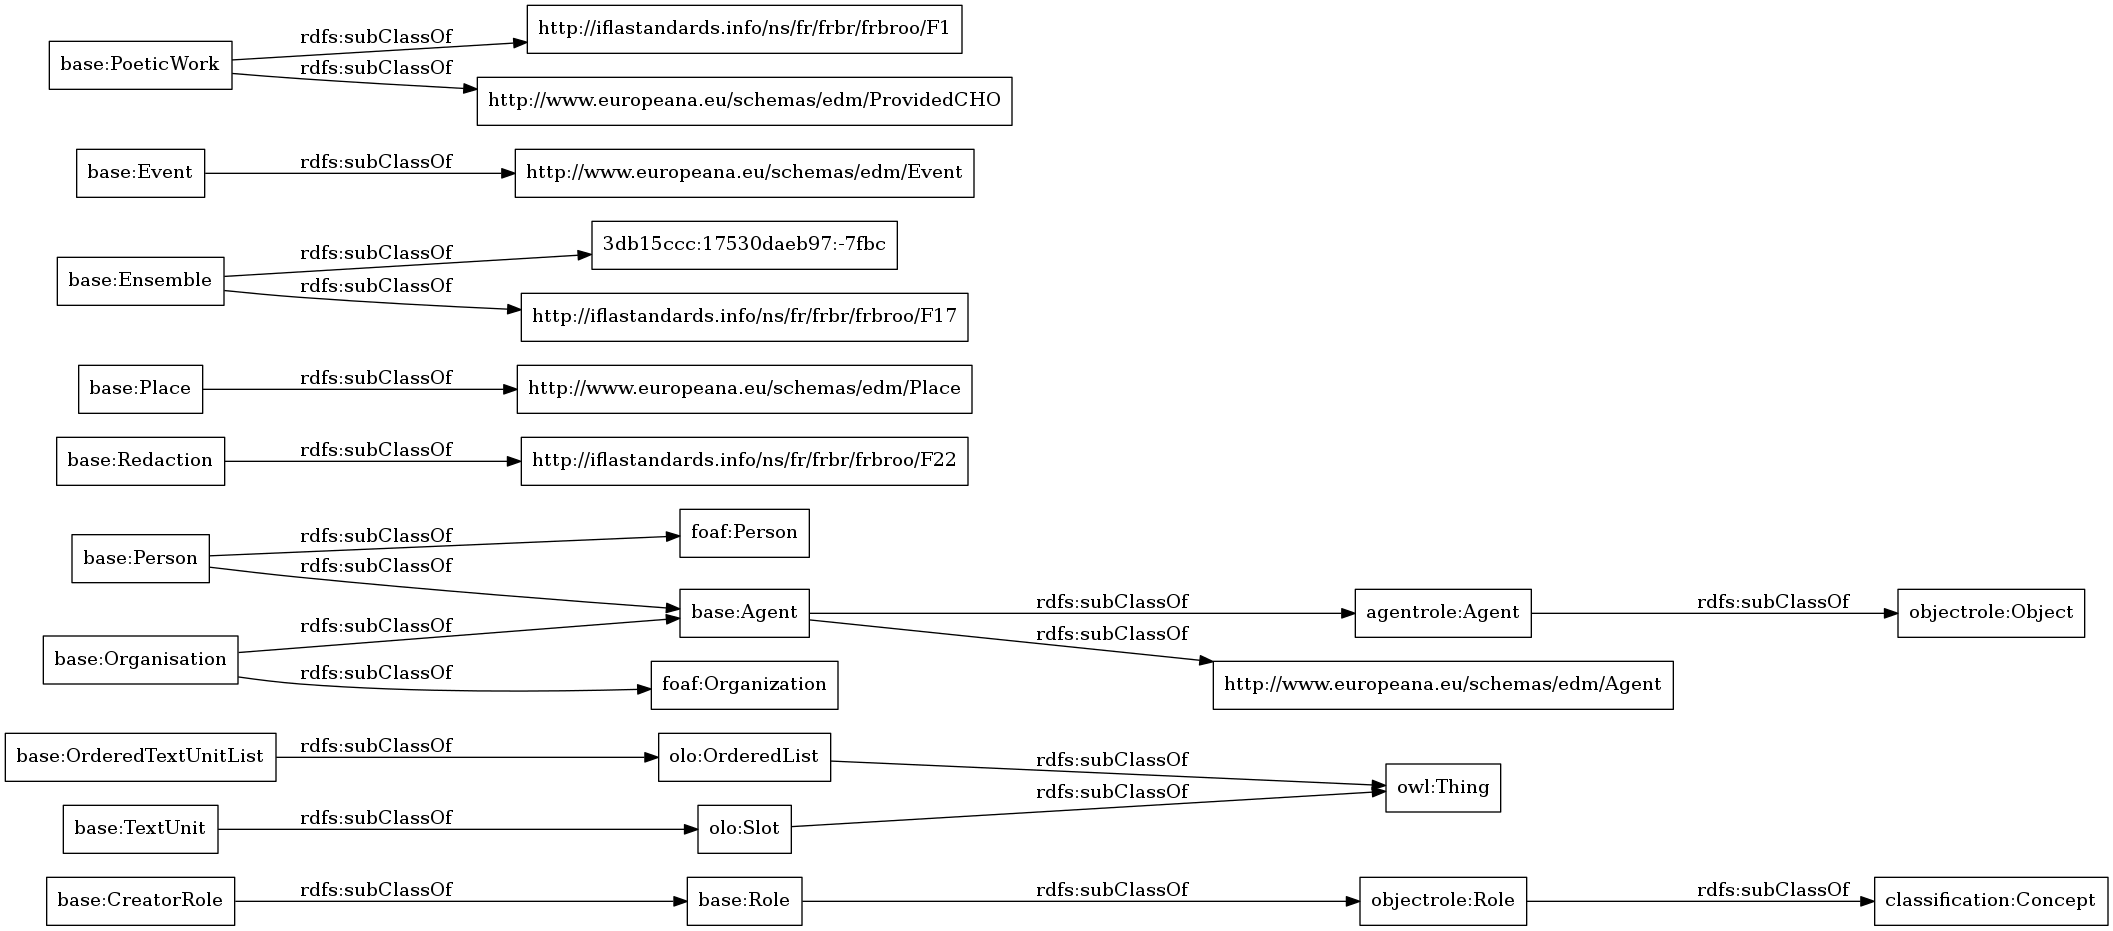 rdfs:subClassOf
http://iflastandards.info/ns/fr/frbr/frbroo/F1
base:PoeticWork
rdfs:subClassOf
http://www.europeana.eu/schemas/edm/ProvidedCHO
base:Event
rdfs:subClassOf
http://www.europeana.eu/schemas/edm/Event
rdfs:subClassOf
3db15ccc:17530daeb97:-7fbc
base:Ensemble
rdfs:subClassOf
http://iflastandards.info/ns/fr/frbr/frbroo/F17
base:Place
rdfs:subClassOf
http://www.europeana.eu/schemas/edm/Place
base:Redaction
rdfs:subClassOf
http://iflastandards.info/ns/fr/frbr/frbroo/F22
rdfs:subClassOf
foaf:Person
base:Person
rdfs:subClassOf
base:Agent
rdfs:subClassOf
agentrole:Agent
rdfs:subClassOf
objectrole:Object
rdfs:subClassOf
rdfs:subClassOf
base:Organisation
rdfs:subClassOf
foaf:Organization
http://www.europeana.eu/schemas/edm/Agent
base:OrderedTextUnitList
rdfs:subClassOf
olo:OrderedList
rdfs:subClassOf
owl:Thing
base:TextUnit
rdfs:subClassOf
olo:Slot
rdfs:subClassOf
base:CreatorRole
rdfs:subClassOf
base:Role
rdfs:subClassOf
objectrole:Role
rdfs:subClassOf
classification:Concept